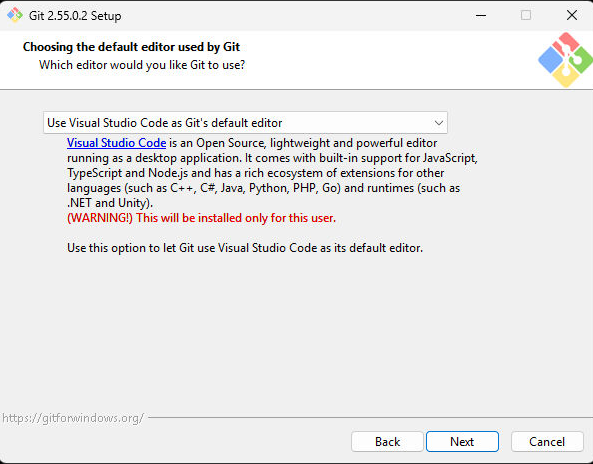 Git 2.55.0.2 Setup
Choosing the default editor used by Git
Which editor would you like Git to use?
Use Visual Studio Code as Git's default editor
Visual Studio Code is an Open Source, lightweight and powerful editor
running as a desktop application. It comes with built-in support for JavaScript,
TypeScript and Node.js and has a rich ecosystem of extensions for other
languages (such as C++, C#, Java, Python, PHP, Go) and runtimes (such as
.NET and Unity).
(WARNING!) This will be installed only for this user.
Use this option to let Git use Visual Studio Code as its default editor.
https://gitforwindows.org/
Back Next Cancel